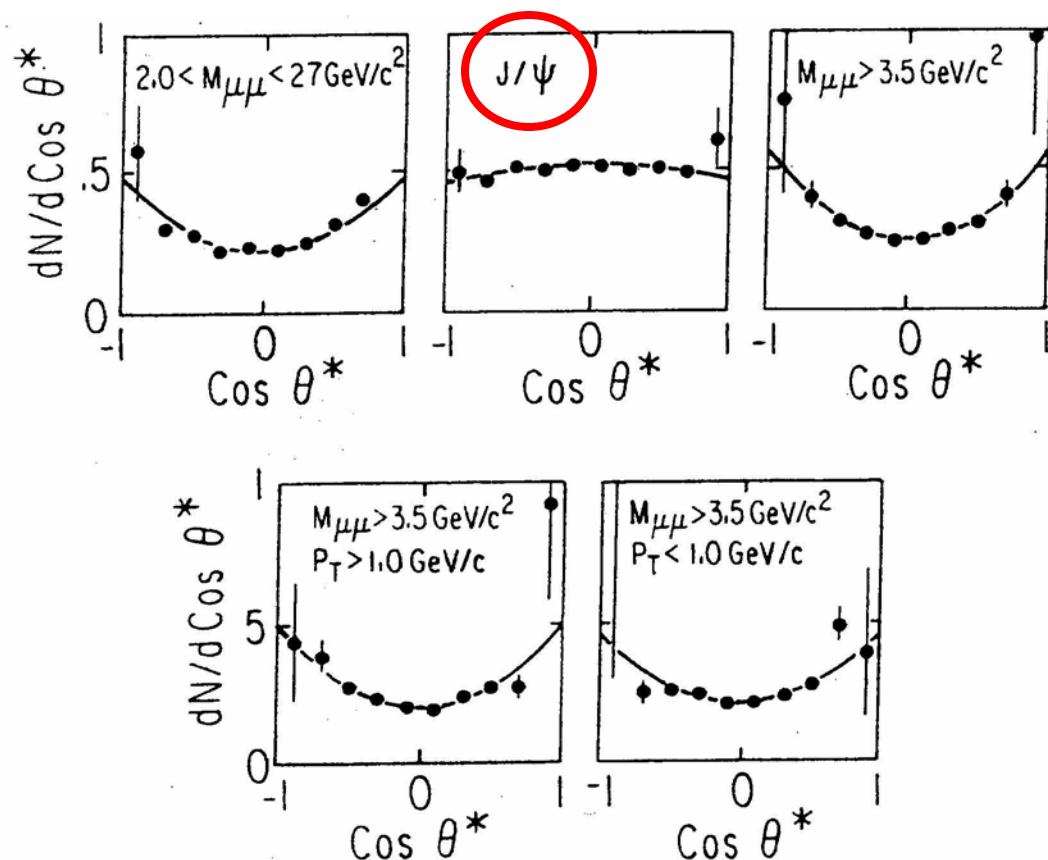 dN/dCos θ*
1
.5
0
2.0 < Mμμ < 27 GeV/c²
-1 0 1
Cos θ*
J/ψ
-1 0 1
Cos θ*
Mμμ > 3.5 GeV/c²
-1 0 1
Cos θ*
dN/dCos θ*
1
5
0
Mμμ > 3.5 GeV/c²
P_T > 1.0 GeV/c
-1 0 1
Cos θ*
Mμμ > 3.5 GeV/c²
P_T < 1.0 GeV/c
-1 0 1
Cos θ*